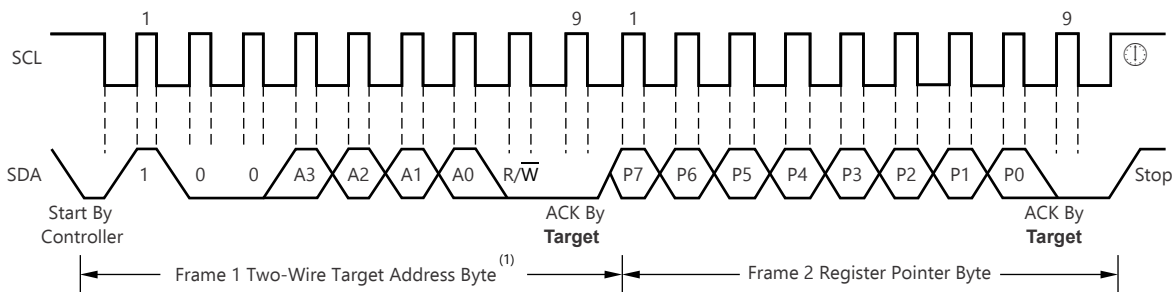 1 9 1 9
SCL
SDA 1 0 0 A3 A2 A1 A0 R/W̅ P7 P6 P5 P4 P3 P2 P1 P0 Stop
Start By ACK By ACK By
Controller Target Target
Frame 1 Two-Wire Target Address Byte (1) Frame 2 Register Pointer Byte